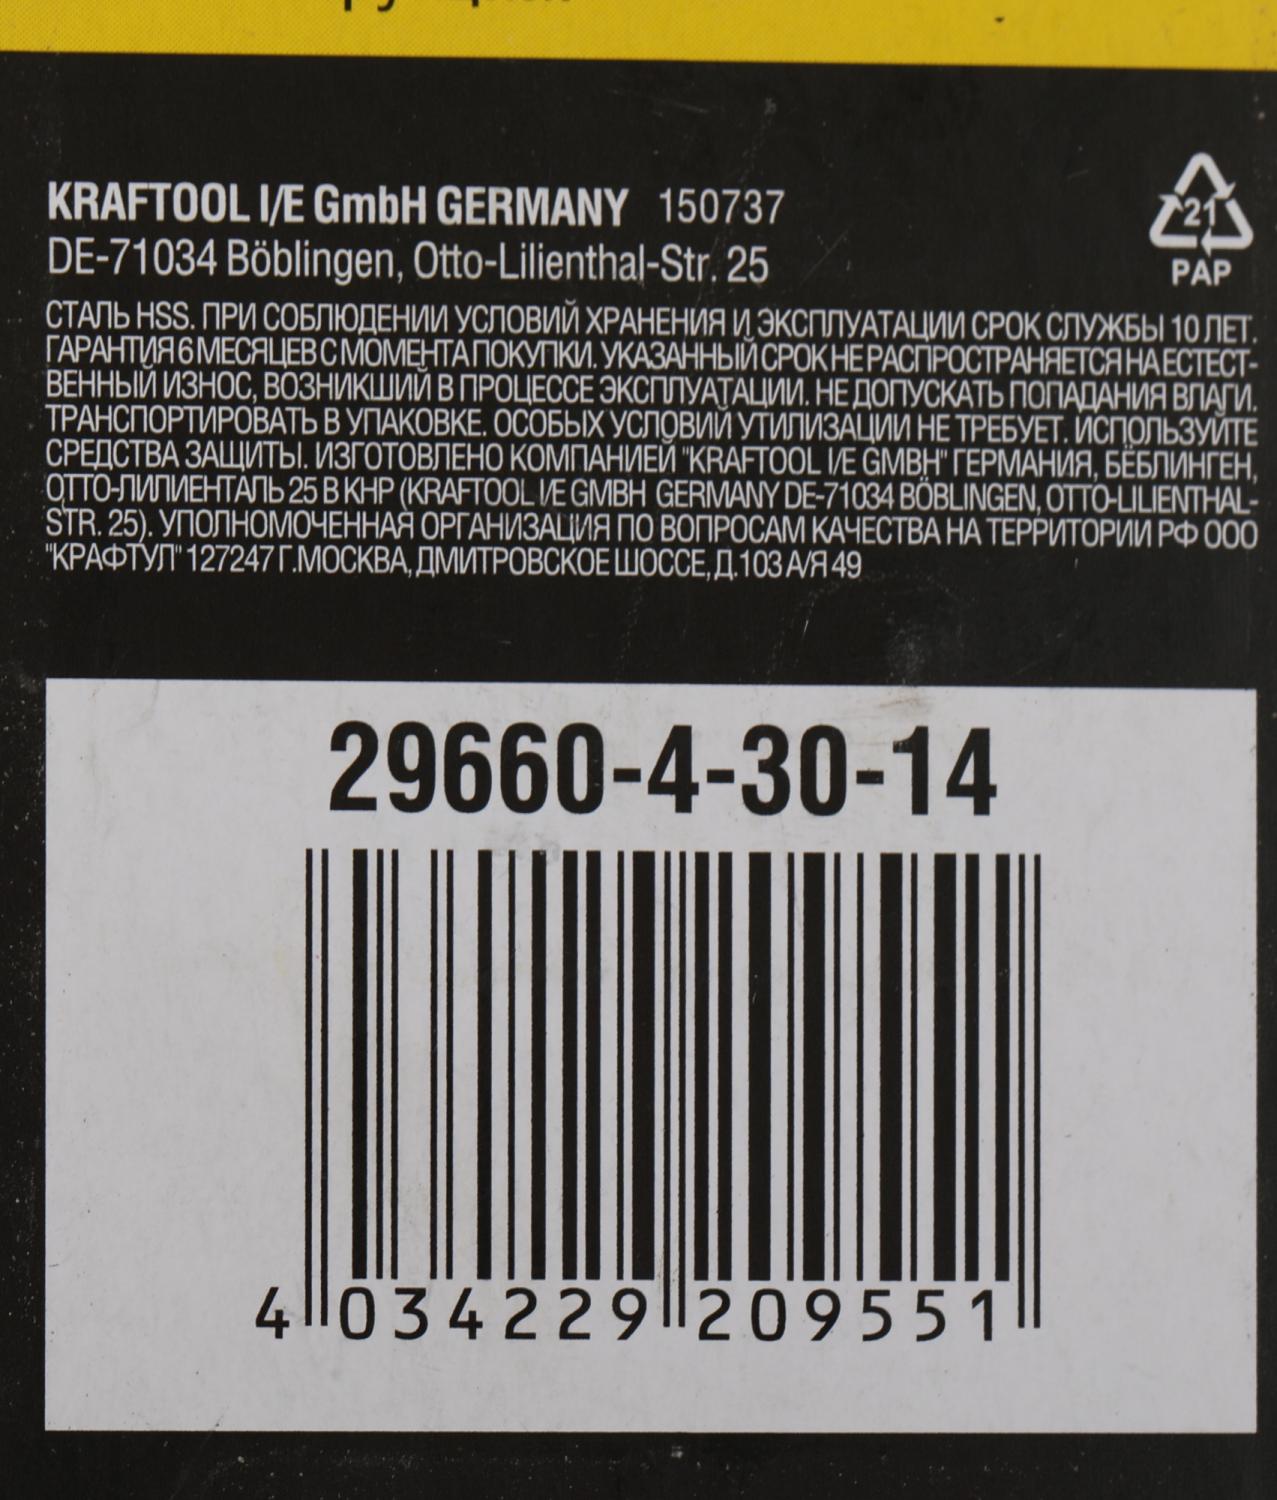 KRAFTOOL I/E GmbH GERMANY 150737
DE-71034 Böblingen, Otto-Lilienthal-Str. 25
21
PAP
СТАЛЬ HSS. ПРИ СОБЛЮДЕНИИ УСЛОВИЙ ХРАНЕНИЯ И ЭКСПЛУАТАЦИИ СРОК СЛУЖБЫ 10 ЛЕТ.
ГАРАНТИЯ 6 МЕСЯЦЕВ С МОМЕНТА ПОКУПКИ. УКАЗАННЫЙ СРОК НЕ РАСПРОСТРАНЯЕТСЯ НА ЕСТЕСТ-
ВЕННЫЙ ИЗНОС, ВОЗНИКШИЙ В ПРОЦЕССЕ ЭКСПЛУАТАЦИИ. НЕ ДОПУСКАТЬ ПОПАДАНИЯ ВЛАГИ.
ТРАНСПОРТИРОВАТЬ В УПАКОВКЕ. ОСОБЫХ УСЛОВИЙ УТИЛИЗАЦИИ НЕ ТРЕБУЕТ. ИСПОЛЬЗУЙТЕ
СРЕДСТВА ЗАЩИТЫ. ИЗГОТОВЛЕНО КОМПАНИЕЙ "KRAFTOOL I/E GMBH" ГЕРМАНИЯ, БЁБЛИНГЕН,
ОТТО-ЛИЛИЕНТАЛЬ 25 В КНР (KRAFTOOL I/E GMBH GERMANY DE-71034 BÖBLINGEN, OTTO-LILIENTHAL-
STR. 25). УПОЛНОМОЧЕННАЯ ОРГАНИЗАЦИЯ ПО ВОПРОСАМ КАЧЕСТВА НА ТЕРРИТОРИИ РФ ООО
"КРАФТУЛ" 127247 Г.МОСКВА, ДМИТРОВСКОЕ ШОССЕ, Д.103 А/Я 49
29660-4-30-14
4 034229 209551